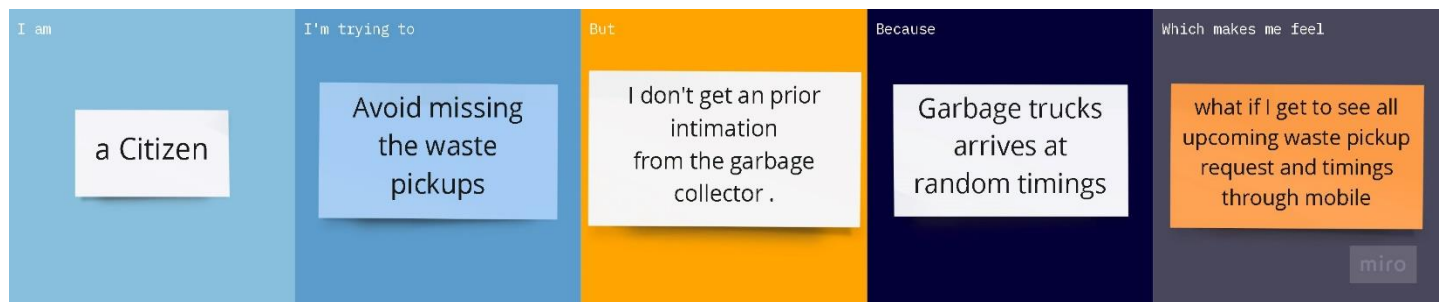 I am
a Citizen
I'm trying to
Avoid missing
the waste
pickups
But
I don't get an prior
intimation
from the garbage
collector .
Because
Garbage trucks
arrives at
random timings
Which makes me feel
what if I get to see all
upcoming waste pickup
request and timings
through mobile
miro